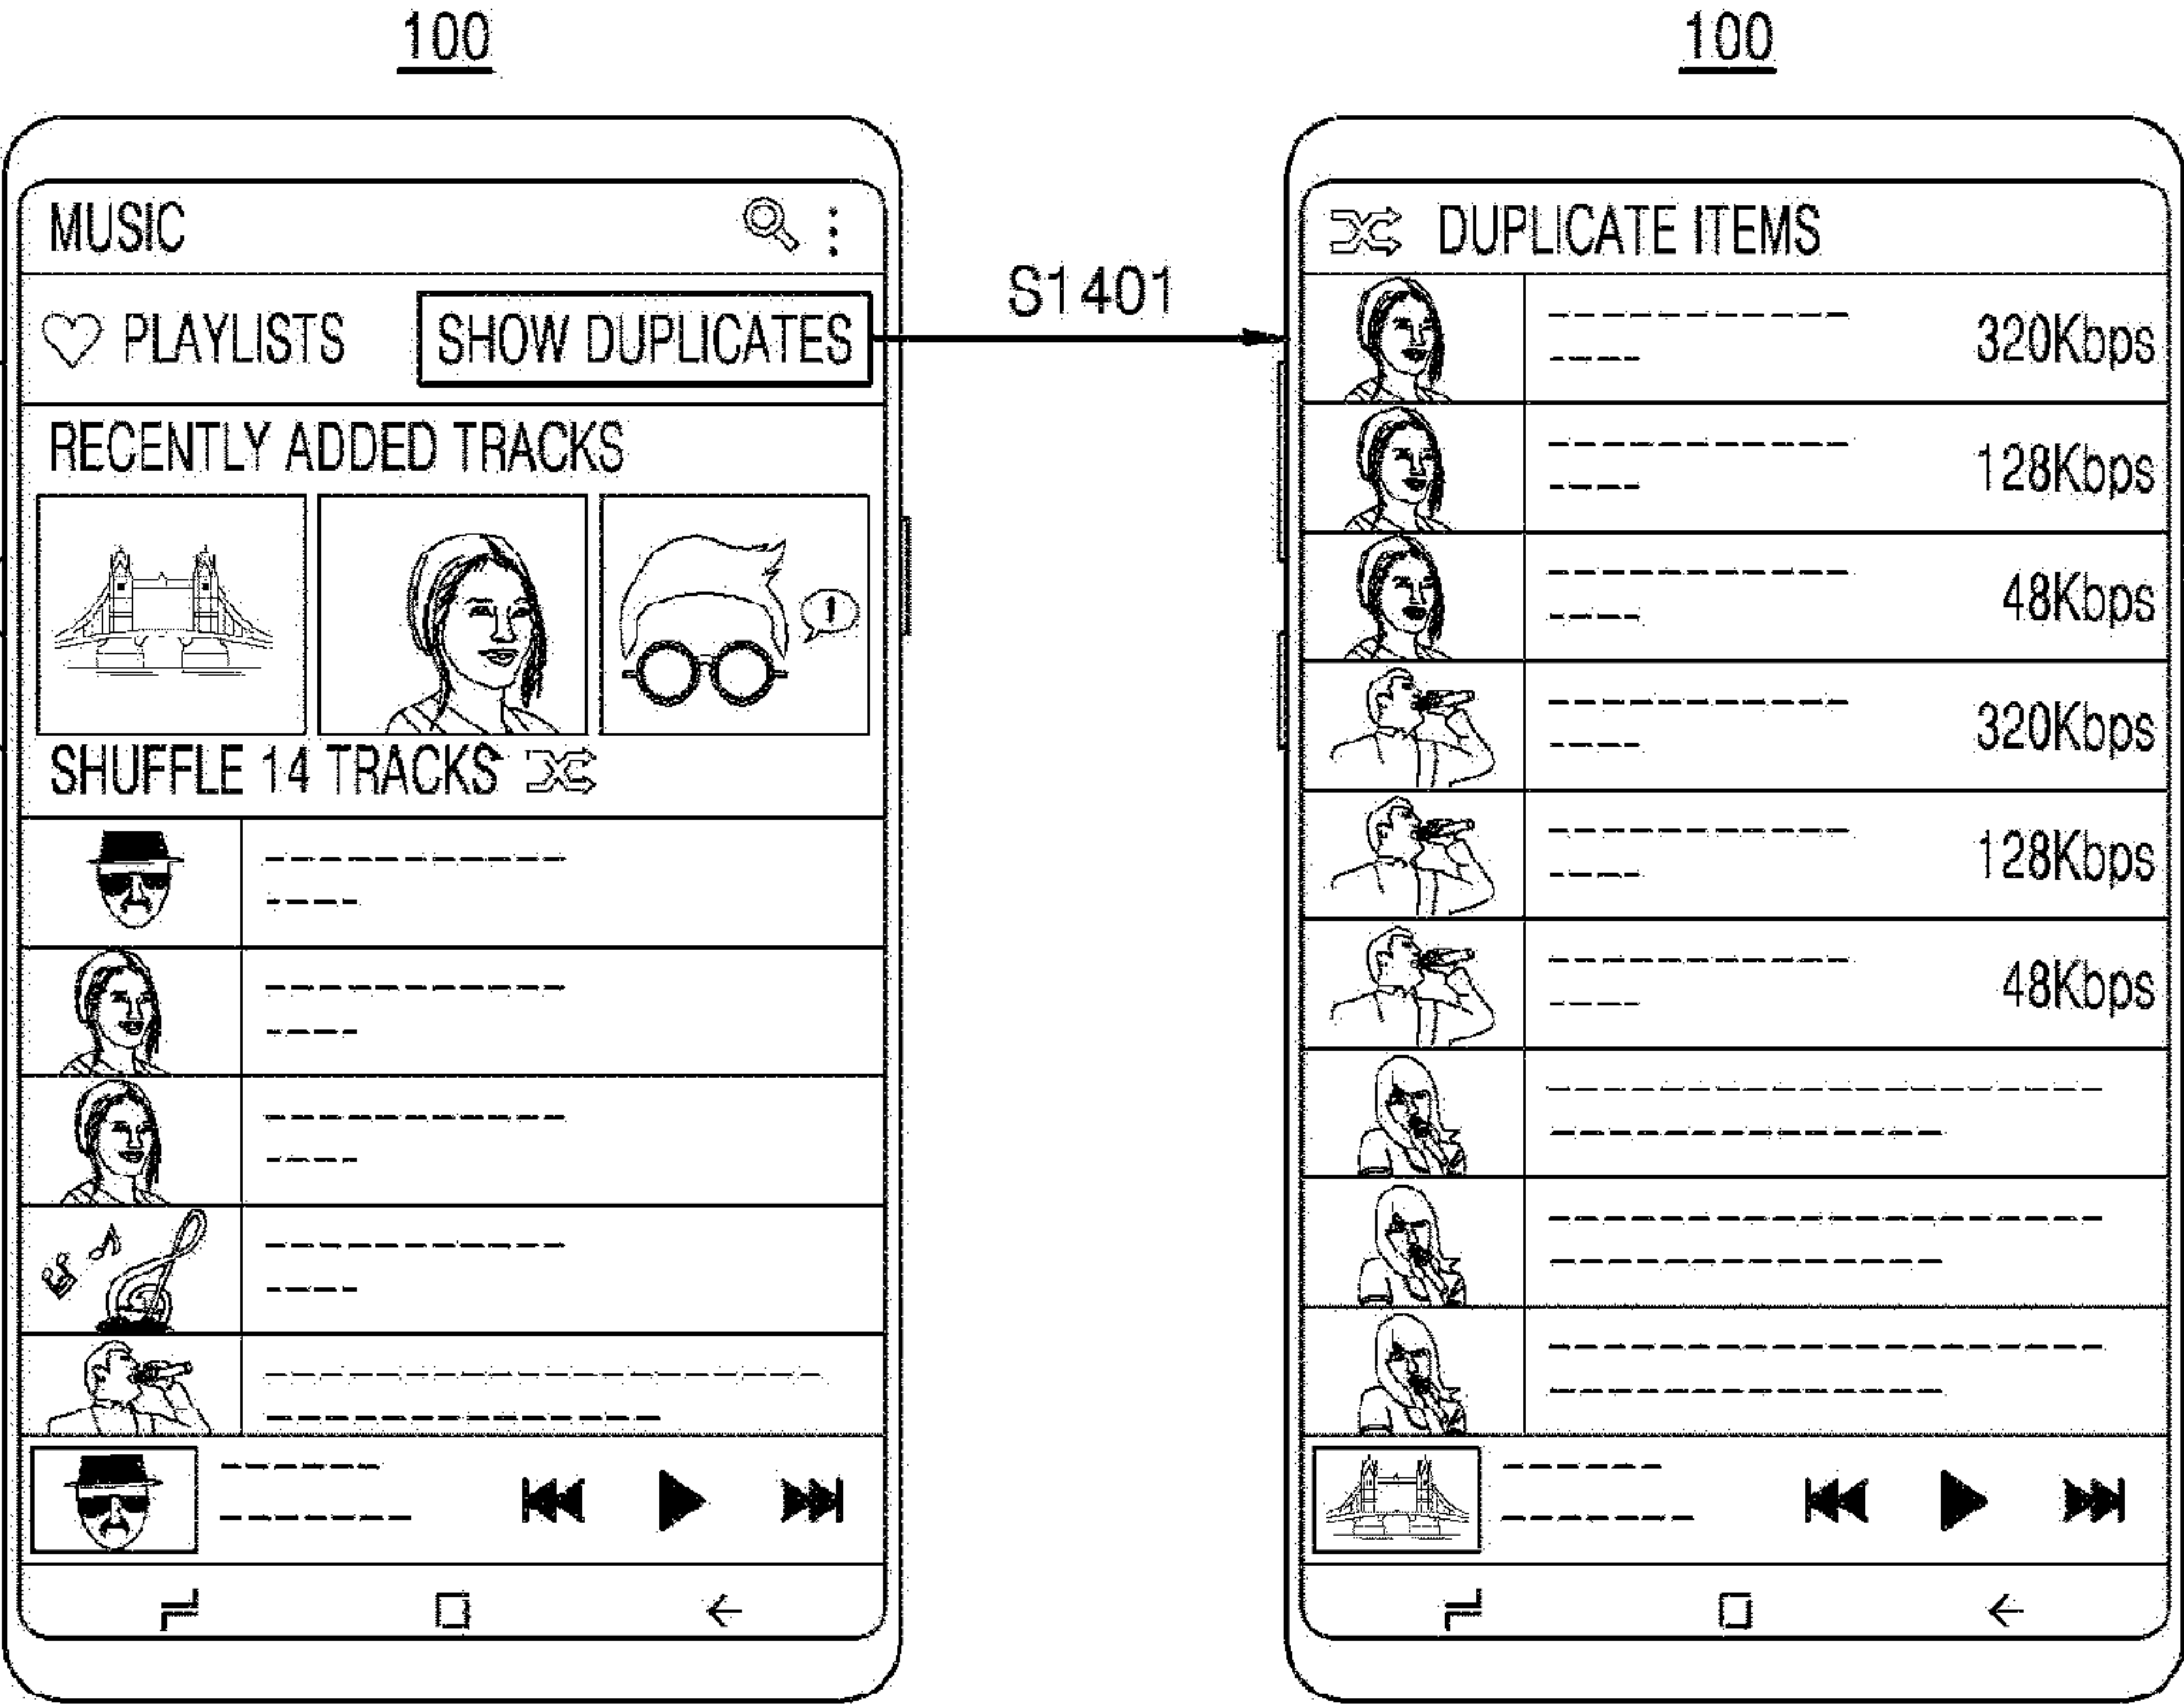 100
MUSIC
PLAYLISTS
SHOW DUPLICATES
RECENTLY ADDED TRACKS
!
SHUFFLE 14 TRACKS
S1401
100
DUPLICATE ITEMS
320Kbps
128Kbps
48Kbps
320Kbps
128Kbps
48Kbps